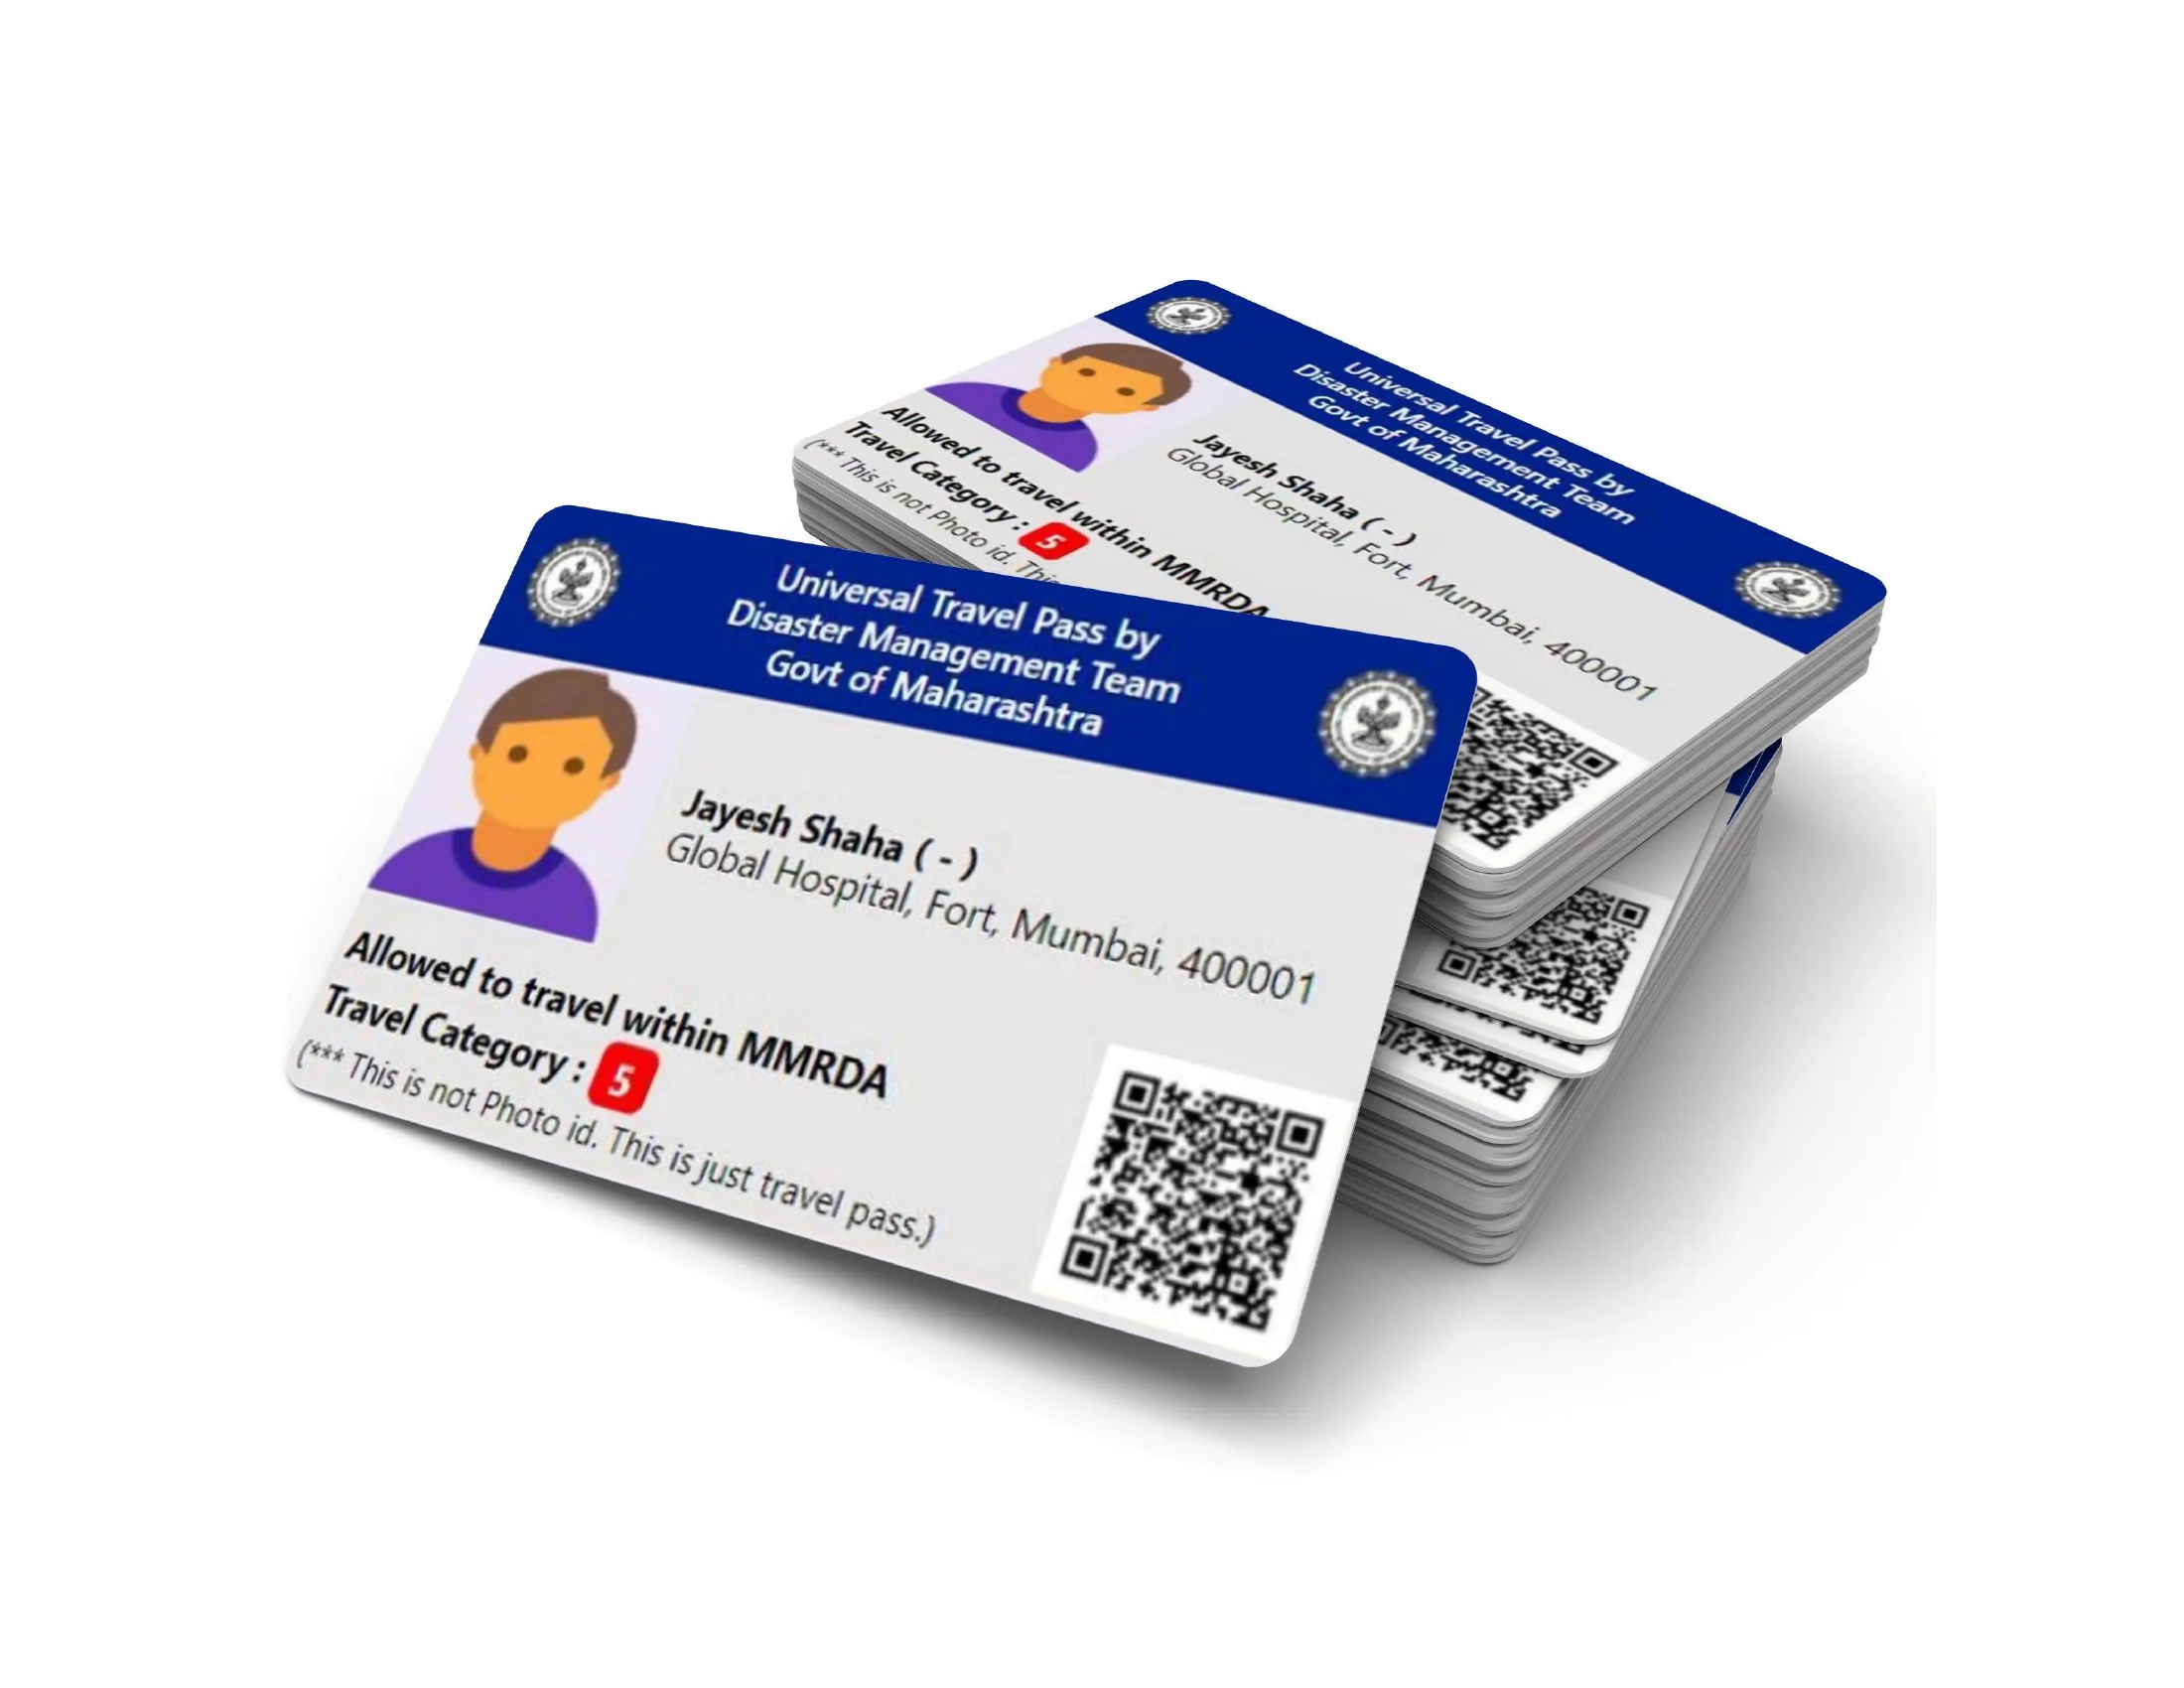 Universal Travel Pass by
Disaster Management Team
Govt of Maharashtra
Jayesh Shaha ( - )
Global Hospital, Fort, Mumbai, 400001
Allowed to travel within MMRDA
Travel Category : 5
(*** This is not Photo id. This
Universal Travel Pass by
Disaster Management Team
Govt of Maharashtra
Jayesh Shaha ( - )
Global Hospital, Fort, Mumbai, 400001
Allowed to travel within MMRDA
Travel Category : 5
(*** This is not Photo id. This is just travel pass.)